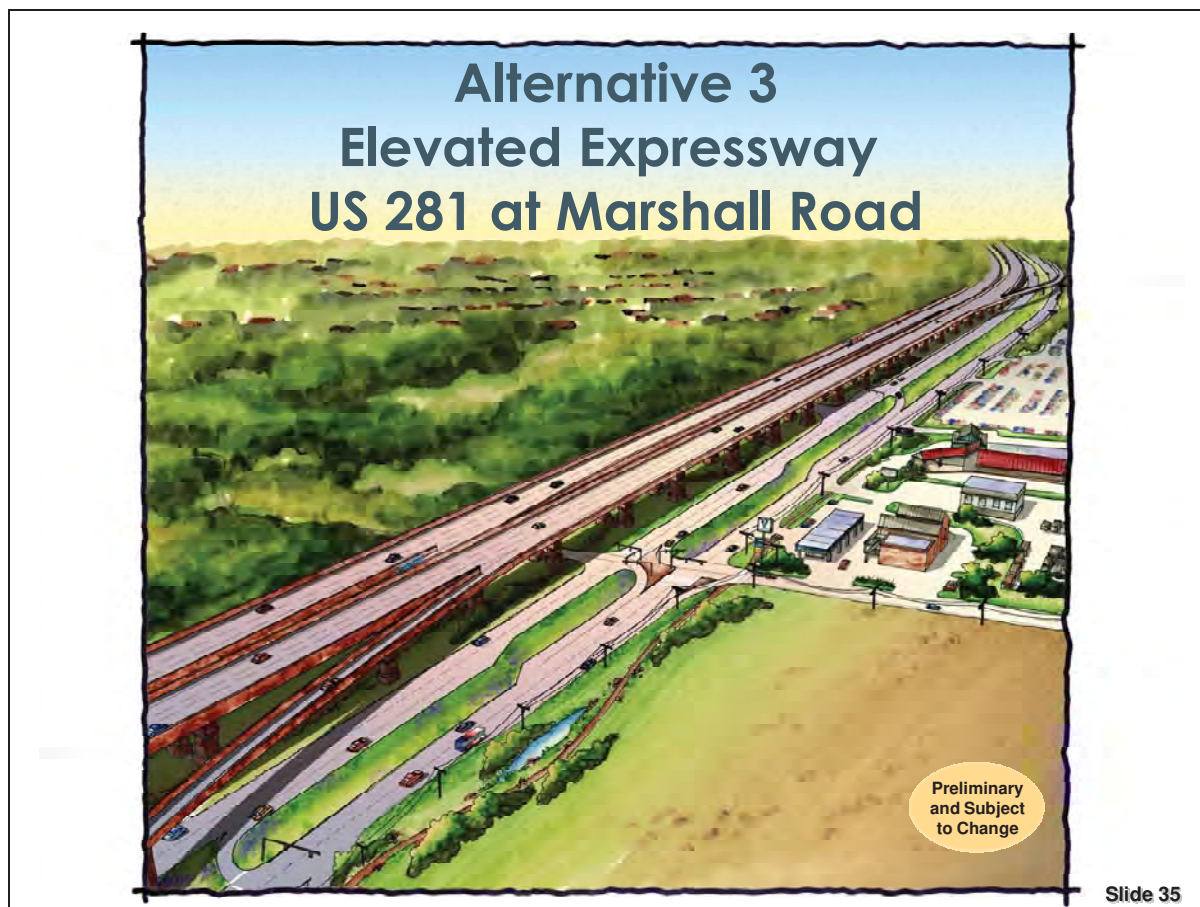 Alternative 3
Elevated Expressway
US 281 at Marshall Road
Preliminary
and Subject
to Change
Slide 35